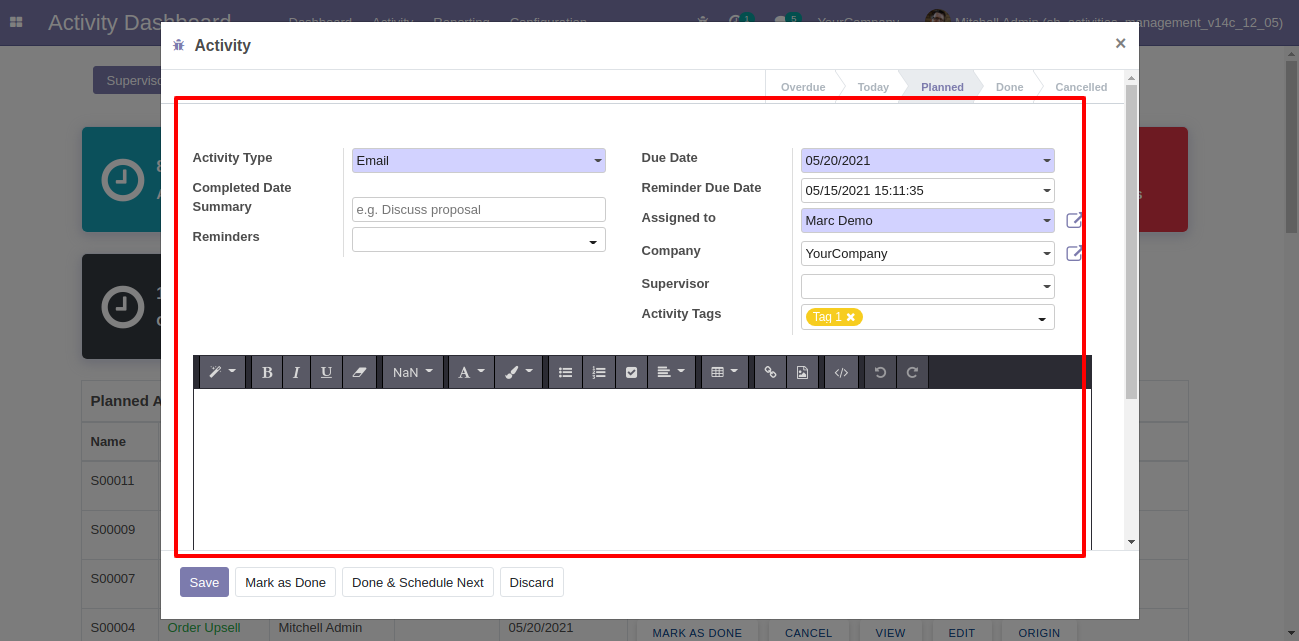 Activity Dashboard Dashboard Activity Reporting Configuration 1 5 YourCompany Mitchell Admin (sh_activities_management_v14c_12_05)
Activity ×
Overdue Today Planned Done Cancelled
Activity Type Email Due Date 05/20/2021
Completed Date Reminder Due Date 05/15/2021 15:11:35
Summary e.g. Discuss proposal Assigned to Marc Demo
Reminders
Company YourCompany
Supervisor
Activity Tags Tag 1 ✖
B I U NaN A </>
Save Mark as Done Done & Schedule Next Discard
Planned A
Name
S00011
S00009
S00007
S00004 Order Upsell Mitchell Admin 05/20/2021 MARK AS DONE CANCEL VIEW EDIT ORIGIN